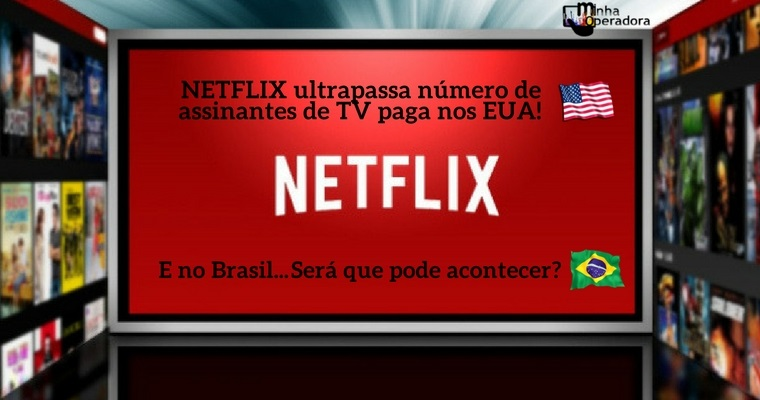 Minha
Operadora
NETFLIX ultrapassa número de
assinantes de TV paga nos EUA!
NETFLIX
E no Brasil...Será que pode acontecer?